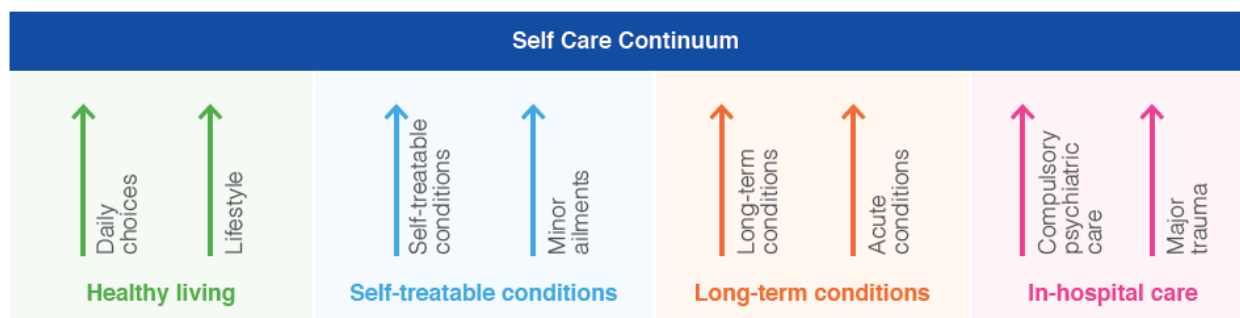 Self Care Continuum
Daily
choices
Lifestyle
Self-treatable
conditions
Minor
ailments
Long-term
conditions
Acute
conditions
Compulsory
psychiatric
care
Major
trauma
Healthy living
Self-treatable conditions
Long-term conditions
In-hospital care